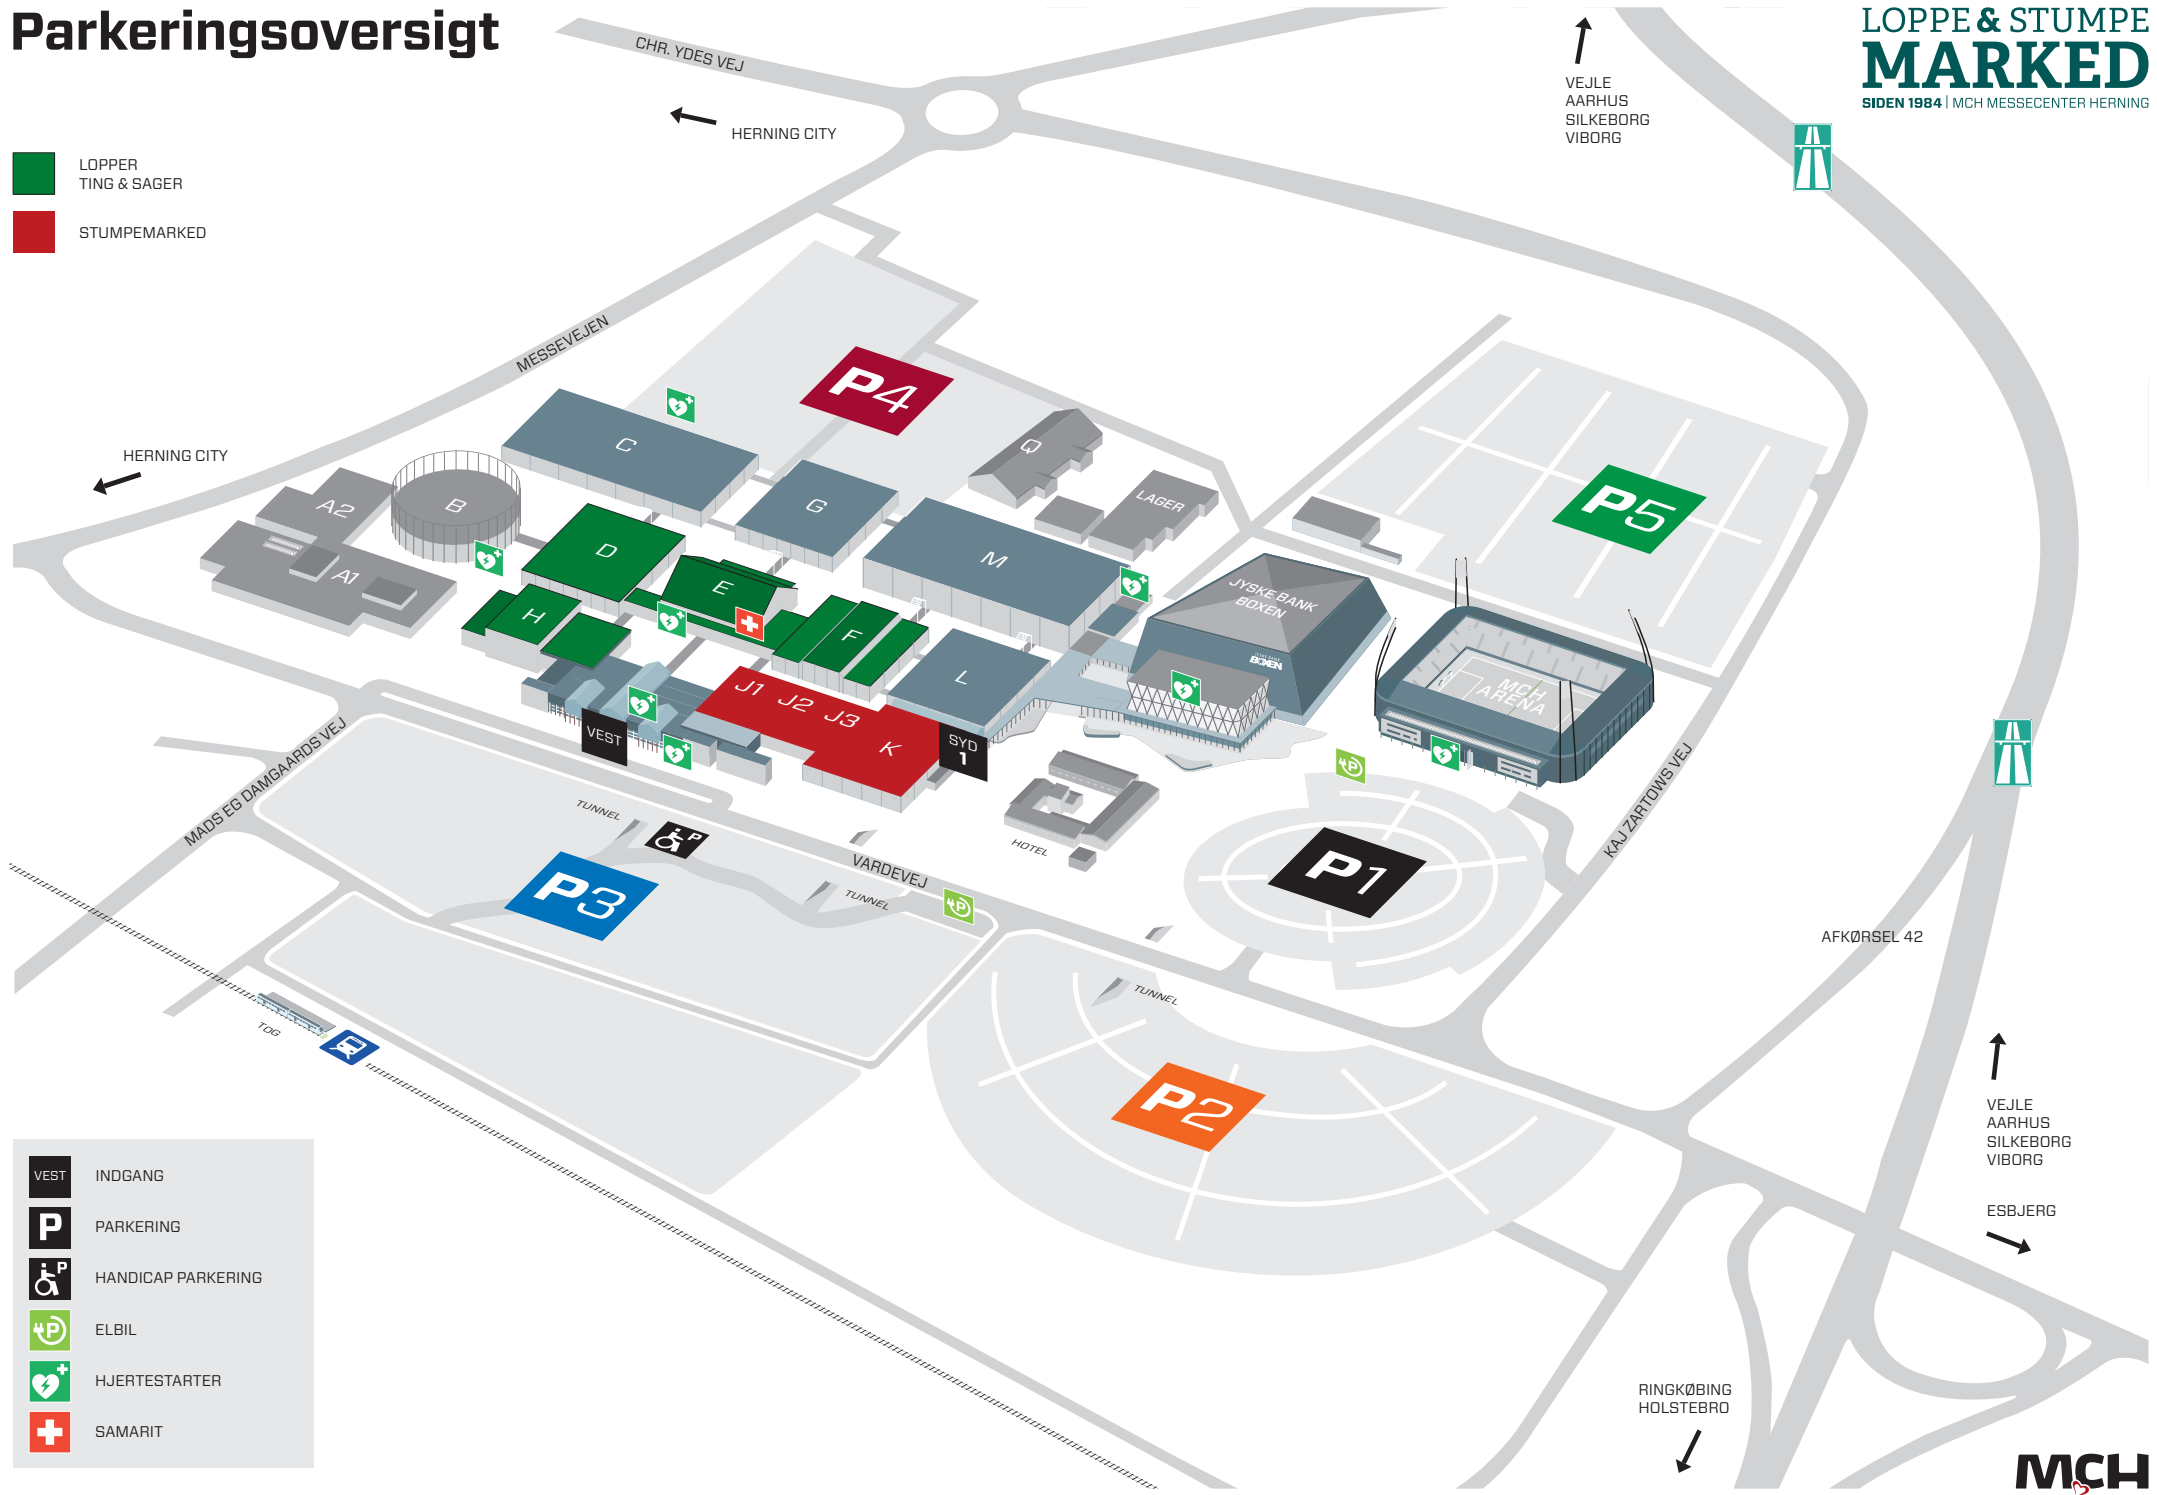 Parkeringsoversigt
LOPPE & STUMPE
MARKED
SIDEN 1984 | MCH MESSECENTER HERNING
CHR. YDES VEJ
HERNING CITY
VEJLE
AARHUS
SILKEBORG
VIBORG
LOPPER
TING & SAGER
STUMPEMARKED
MESSEVEJEN
HERNING CITY
P4
P5
C
Q
LAGER
G
M
A2
B
A1
D
E
H
F
L
JYSKE BANK
BOXEN
BOXEN
MCH
ARENA
J1
J2
J3
K
VEST
SYD
1
MADS EG DAMGAARDS VEJ
KAJ ZARTOWS VEJ
TUNNEL
P
HOTEL
VARDEVEJ
TUNNEL
P
P
P3
P1
AFKØRSEL 42
TUNNEL
TOG
P2
VEJLE
AARHUS
SILKEBORG
VIBORG
ESBJERG
RINGKØBING
HOLSTEBRO
VEST INDGANG
P PARKERING
P HANDICAP PARKERING
P ELBIL
HJERTESTARTER
SAMARIT
MCH